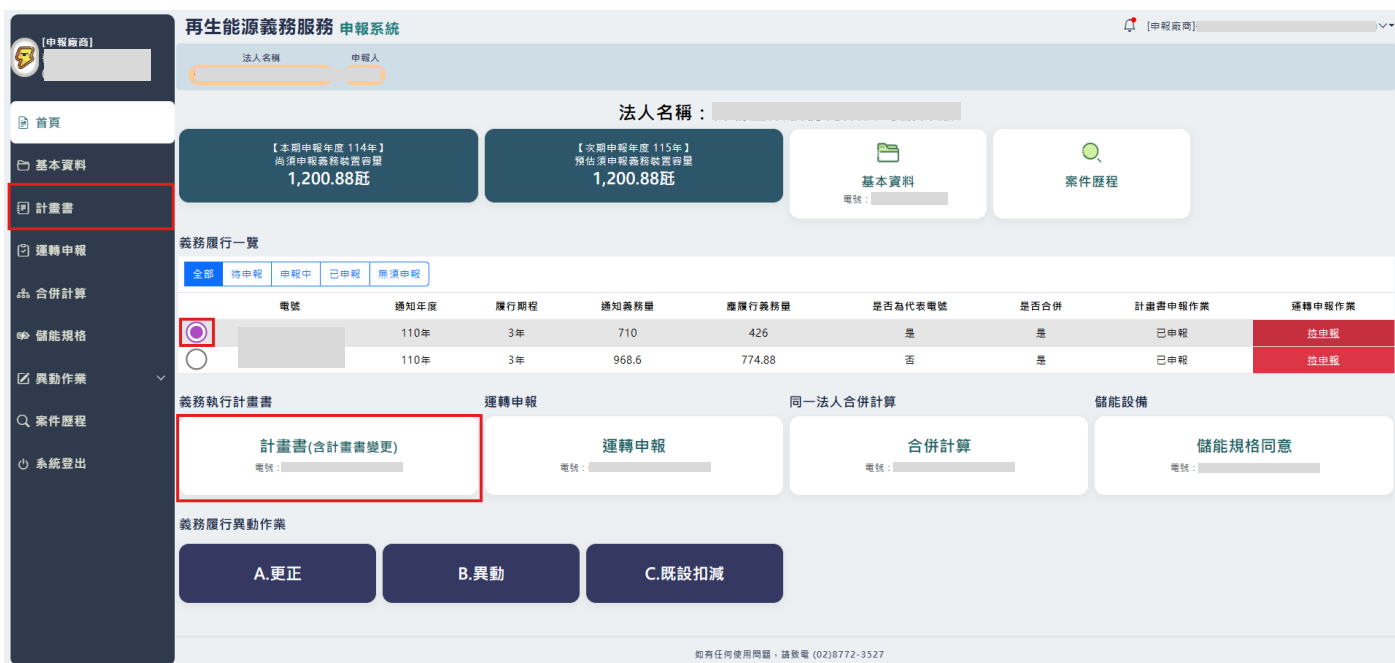 [申報廠商]
首頁
基本資料
計畫書
運轉申報
合併計算
儲能規格
異動作業
案件歷程
系統登出
再生能源義務服務 申報系統
[申報廠商]
法人名稱 申報人
法人名稱：
【本期申報年度 114年】
尚須申報義務裝置容量
1,200.88瓩
【次期申報年度 115年】
預估須申報義務裝置容量
1,200.88瓩
基本資料
電號：
案件歷程
義務履行一覽
全部 待申報 申報中 已申報 無須申報
電號 通知年度 履行期程 通知義務量 應履行義務量 是否為代表電號 是否合併 計畫書申報作業 運轉申報作業
110年 3年 710 426 是 是 已申報 待申報
110年 3年 968.6 774.88 否 是 已申報 待申報
義務執行計畫書 運轉申報 同一法人合併計算 儲能設備
計畫書(含計畫書變更)
電號：
運轉申報
電號：
合併計算
電號：
儲能規格同意
電號：
義務履行異動作業
A.更正 B.異動 C.既設扣減
如有任何使用問題，請致電 (02)8772-3527